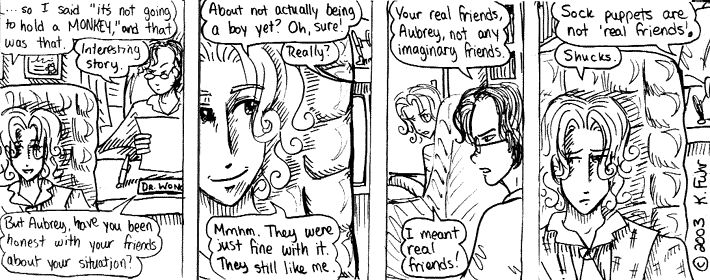 ... so I said "it's not going
to hold a MONKEY," and that
was that.
Interesting
story.
DR. WONG
But Aubrey, have you been
honest with your friends
about your situation?
About not actually being
a boy yet? Oh, sure!
Really?
Mmhm. They were
just fine with it.
They still like me.
Your real friends,
Aubrey, not any
imaginary friends.
I meant
real
friends!
Sock puppets are
not 'real friends'.
Shucks.
© 2003 K. Fuhr